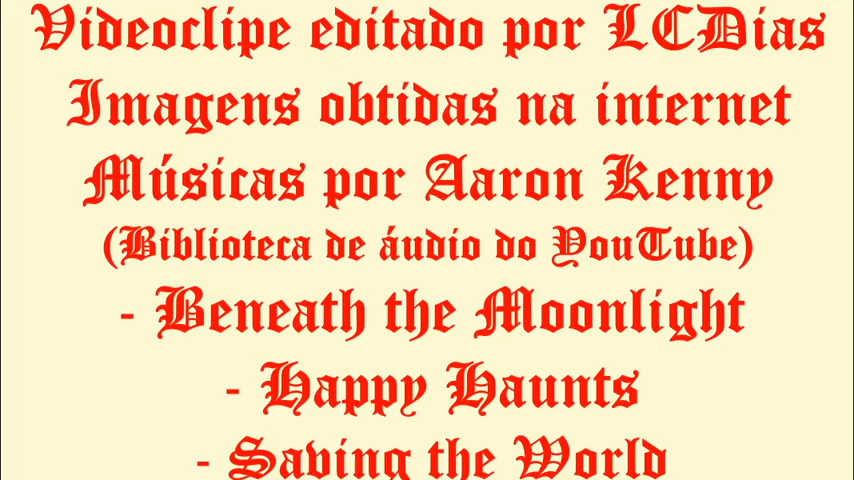 Videoclipe editado por LCDias
Imagens obtidas na internet
Músicas por Aaron Kenny
(Biblioteca de áudio do YouTube)
- Beneath the Moonlight
- Happy Haunts
- Saving the World